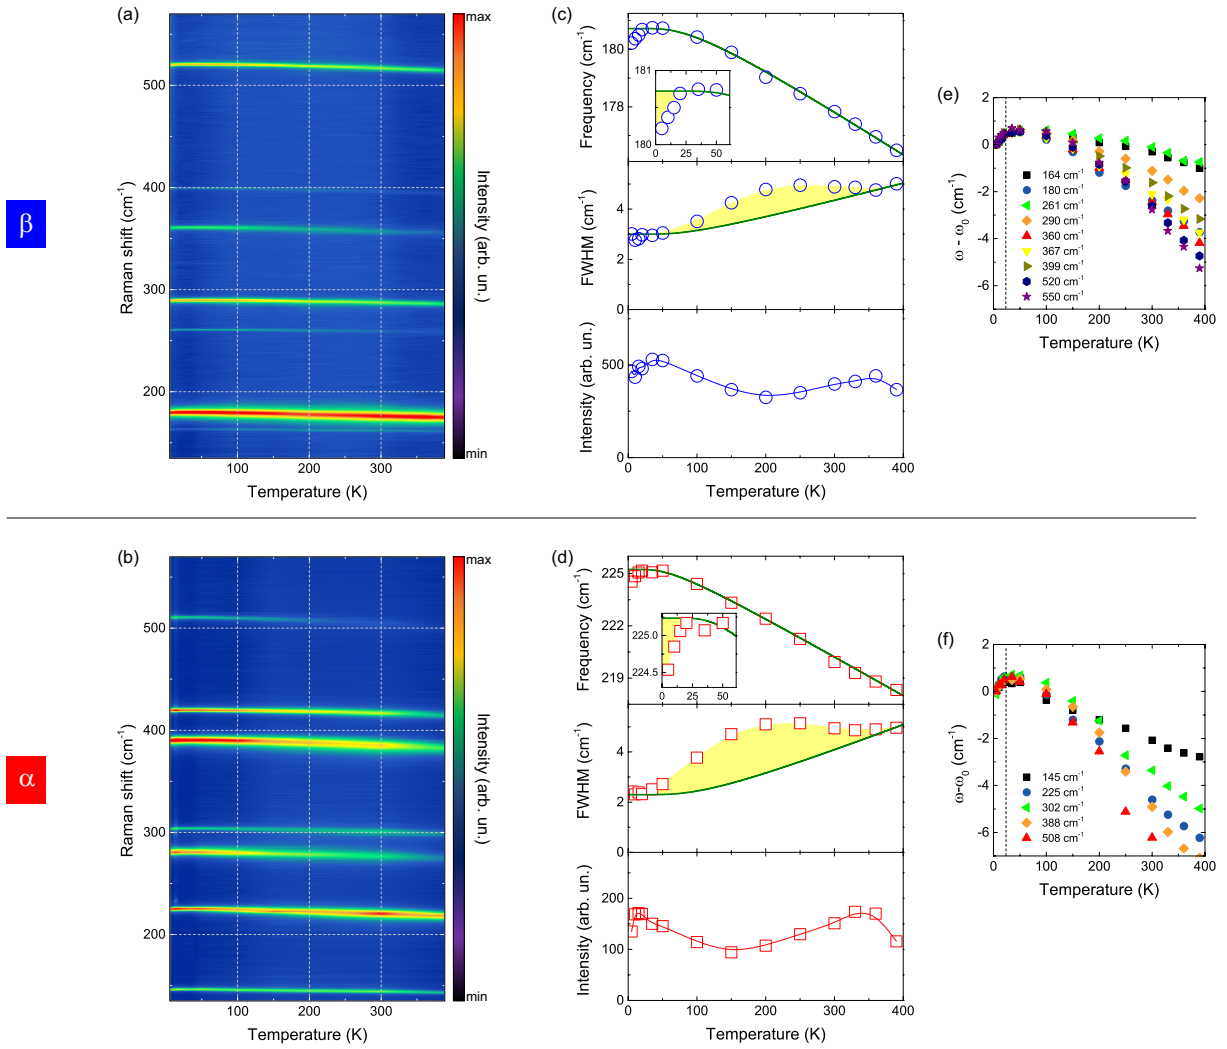 (a)
max
500
400
300
200
100
200
300
Raman shift (cm⁻¹)
Temperature (K)
Intensity (arb. un.)
min
β
(c)
180
178
Frequency (cm⁻¹)
181
180
0
25
50
4
2
0
FWHM (cm⁻¹)
500
0
Intensity (arb. un.)
0
100
200
300
400
Temperature (K)
(e)
2
0
-2
-4
-6
ω - ω₀ (cm⁻¹)
164 cm⁻¹
180 cm⁻¹
261 cm⁻¹
290 cm⁻¹
360 cm⁻¹
367 cm⁻¹
399 cm⁻¹
520 cm⁻¹
550 cm⁻¹
0
100
200
300
400
Temperature (K)
(b)
max
500
400
300
200
100
200
300
Raman shift (cm⁻¹)
Temperature (K)
Intensity (arb. un.)
min
α
(d)
225
222
219
Frequency (cm⁻¹)
225.0
224.5
0
25
50
4
2
0
FWHM (cm⁻¹)
200
100
0
Intensity (arb. un.)
0
100
200
300
400
Temperature (K)
(f)
2
0
-2
-4
-6
ω-ω₀ (cm⁻¹)
145 cm⁻¹
225 cm⁻¹
302 cm⁻¹
388 cm⁻¹
508 cm⁻¹
0
100
200
300
400
Temperature (K)